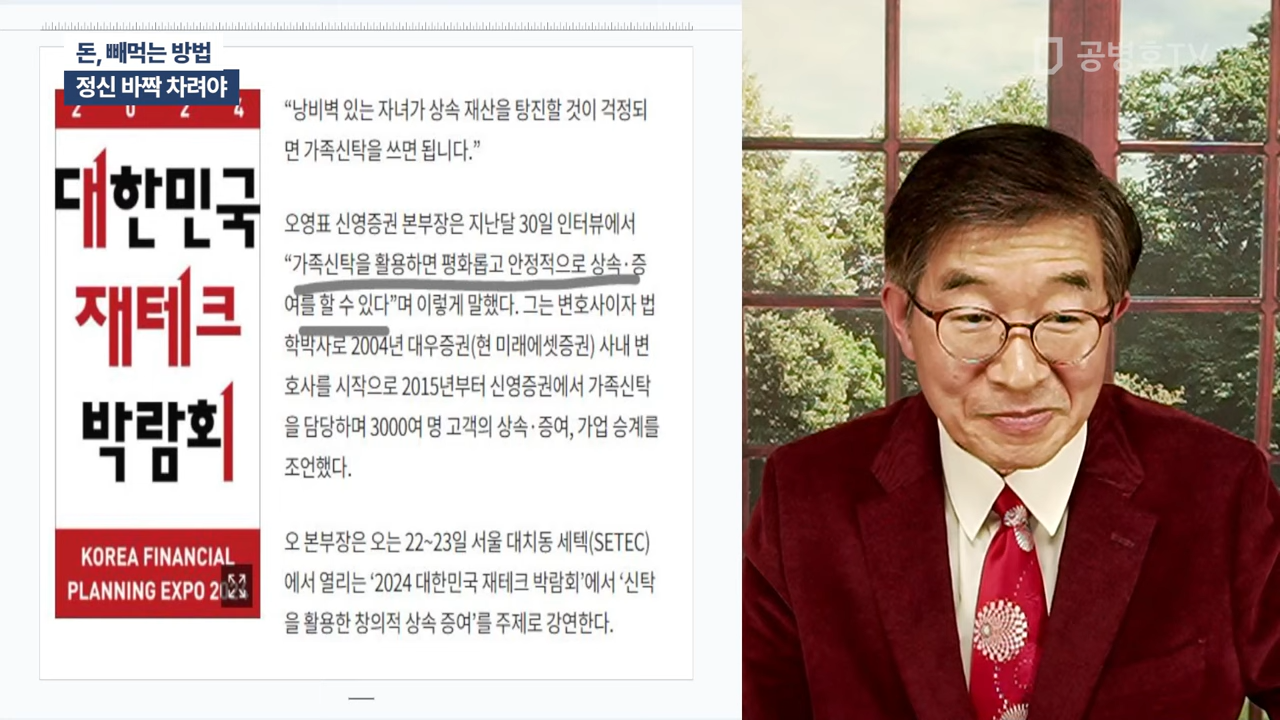 돈, 빼먹는 방법
정신 바짝 차려야
2 0 2 4
대한민국
재테크
박람회
KOREA FINANCIAL
PLANNING EXPO
“낭비벽 있는 자녀가 상속 재산을 탕진할 것이 걱정되
면 가족신탁을 쓰면 됩니다.”
오영표 신영증권 본부장은 지난달 30일 인터뷰에서
“가족신탁을 활용하면 평화롭고 안정적으로 상속·증
여를 할 수 있다”며 이렇게 말했다. 그는 변호사이자 법
학박사로 2004년 대우증권(현 미래에셋증권) 사내 변
호사를 시작으로 2015년부터 신영증권에서 가족신탁
을 담당하며 3000여 명 고객의 상속·증여, 가업 승계를
조언했다.
오 본부장은 오는 22~23일 서울 대치동 세텍(SETEC)
에서 열리는 ‘2024 대한민국 재테크 박람회’에서 ‘신탁
을 활용한 창의적 상속 증여’를 주제로 강연한다.
공병호TV